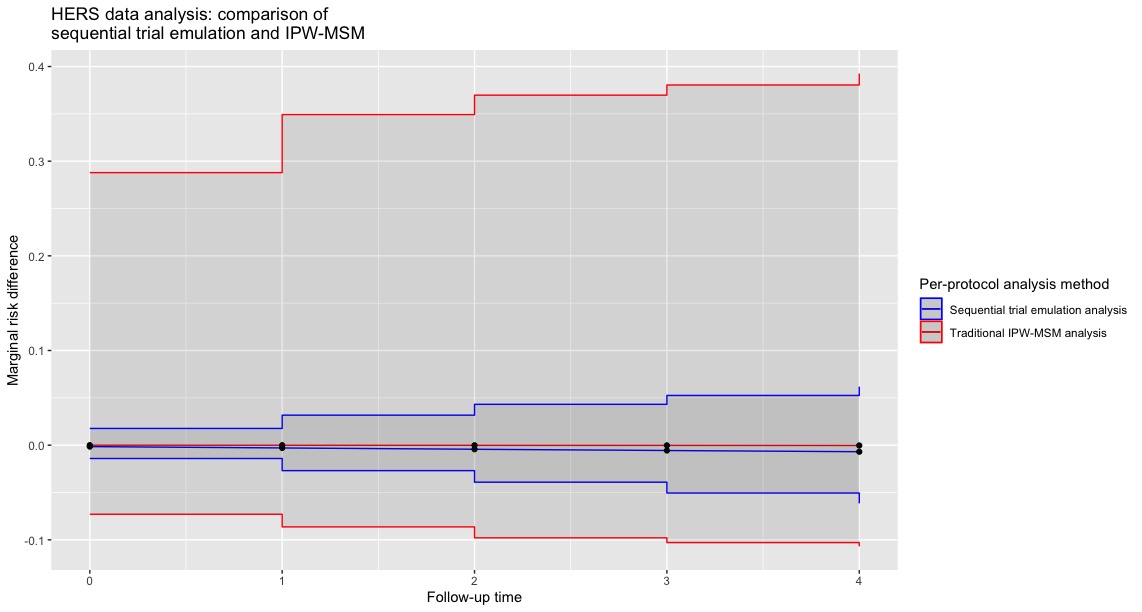 HERS data analysis: comparison of
sequential trial emulation and IPW-MSM
Marginal risk difference
0.4
0.3
0.2
0.1
0.0
-0.1
0
1
2
3
4
Follow-up time
Per-protocol analysis method
Sequential trial emulation analysis
Traditional IPW-MSM analysis